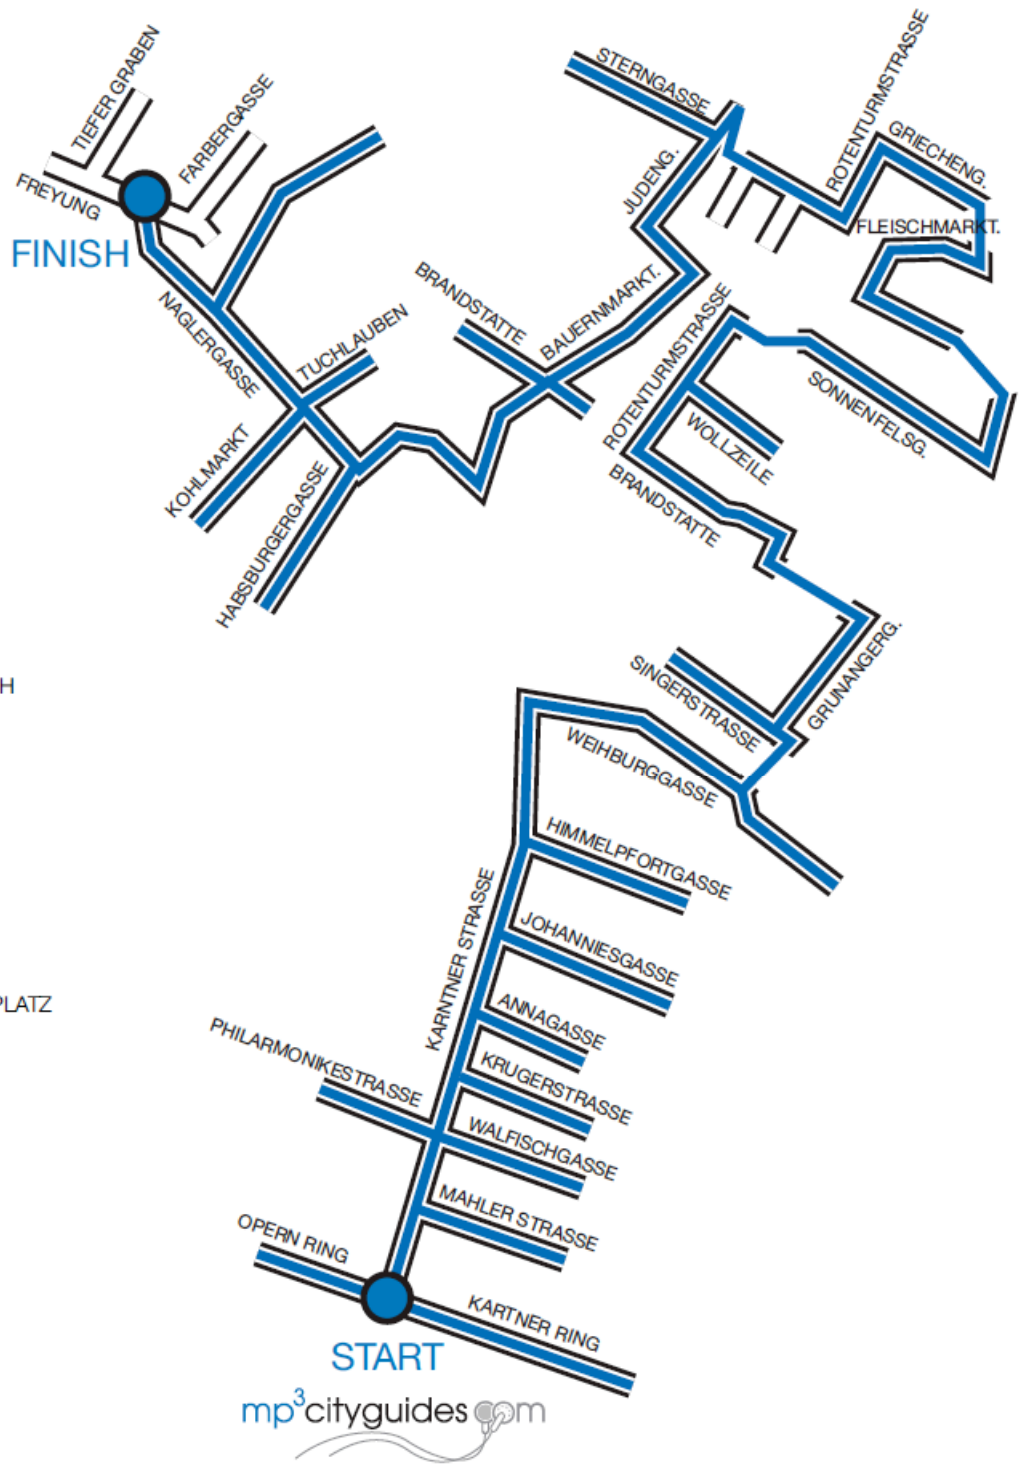 TIEFER GRABEN
FARBERGASSE
FREYUNG
FINISH
NAGLERGASSE
TUCHLAUBEN
KOHLMARKT
HABSBURGERGASSE
BRANDSTATTE
BAUERNMARKT.
JUDENG.
STERNGASSE
ROTENTURMSTRASSE
GRIECHENG.
FLEISCHMARKT.
ROTENTURMSTRASSE
SONNENFELSG.
WOLLZEILE
BRANDSTATTE
GRUNANGERG.
SINGERSTRASSE
WEIHBURGGASSE
H
HIMMELPFORTGASSE
JOHANNIESGASSE
KARNTNER STRASSE
ANNAGASSE
PLATZ
PHILARMONIKESTRASSE
KRUGERSTRASSE
WALFISCHGASSE
MAHLER STRASSE
OPERN RING
KARTNER RING
START
mp3cityguides com